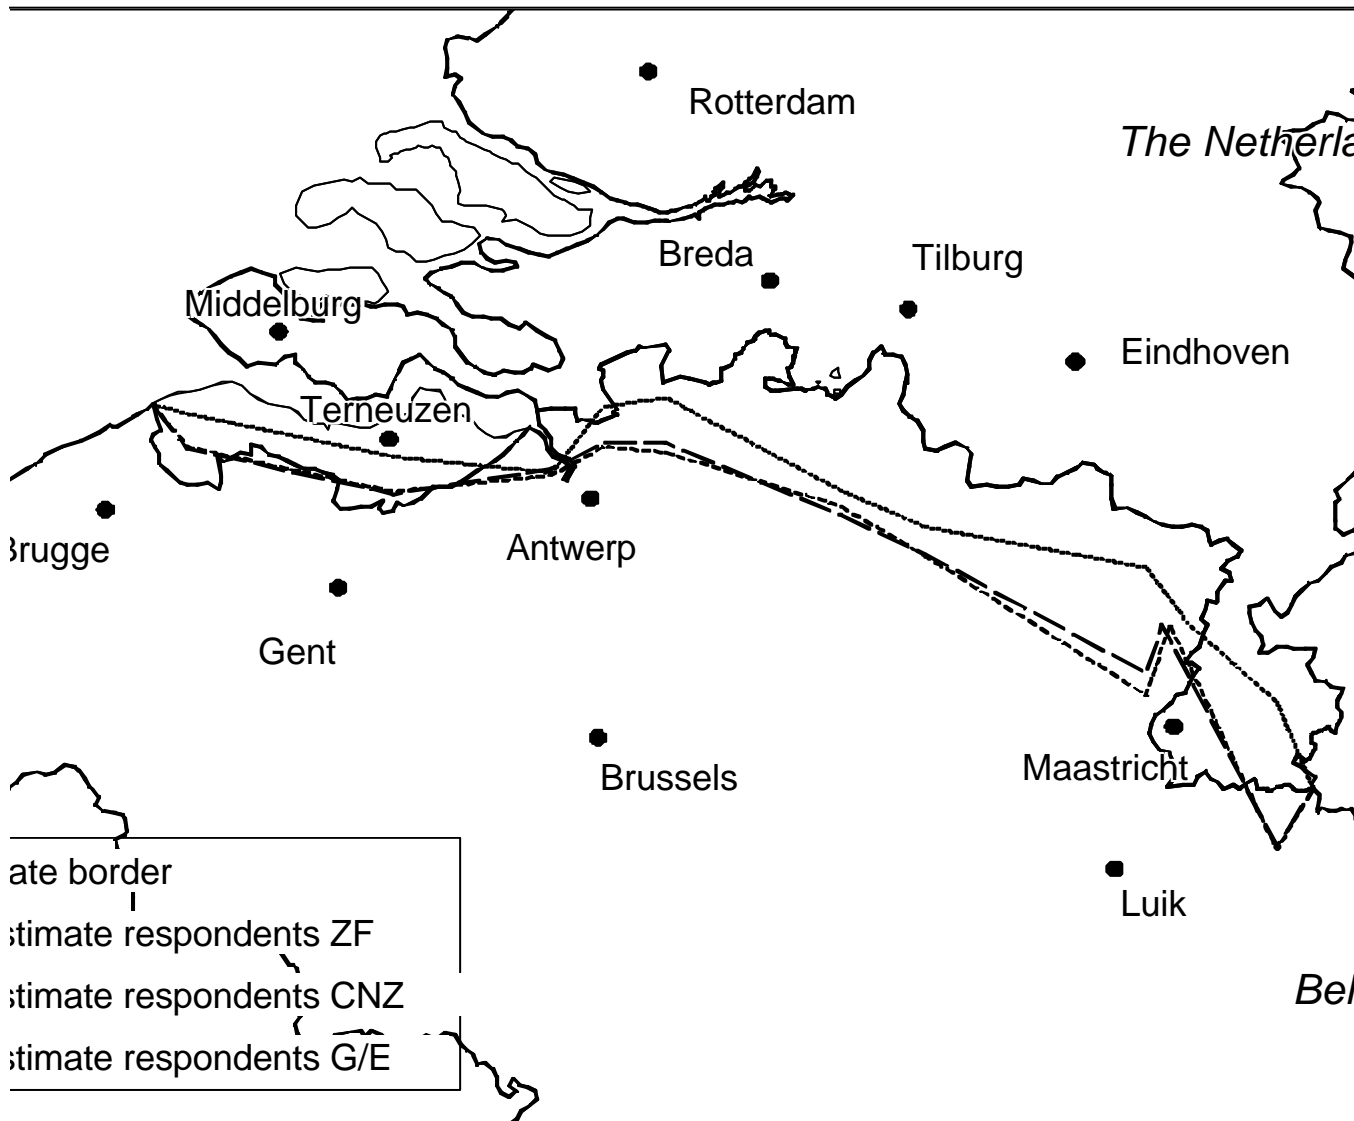 Rotterdam
The Netherla
Breda
Tilburg
Middelburg
Eindhoven
Terneuzen
Brugge
Antwerp
Gent
Maastricht
Brussels
ate border
Luik
stimate respondents ZF
stimate respondents CNZ
Bel
stimate respondents G/E